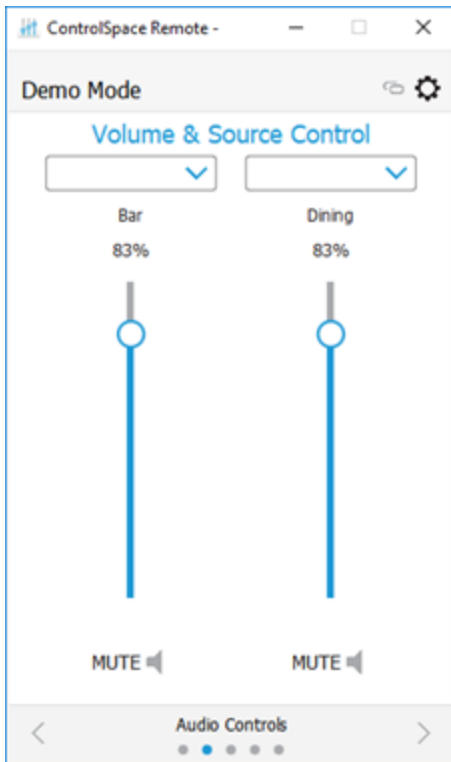 ControlSpace Remote -
Demo Mode
Volume & Source Control
Bar Dining
83% 83%
MUTE MUTE
Audio Controls